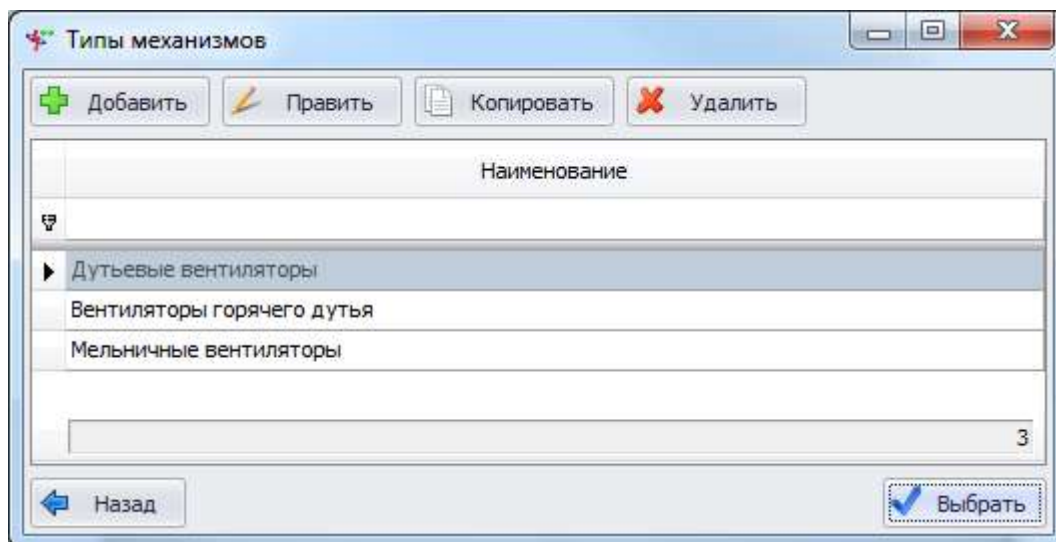 Типы механизмов
Добавить Править Копировать Удалить
Наименование
Дутьевые вентиляторы
Вентиляторы горячего дутья
Мельничные вентиляторы
3
Назад Выбрать